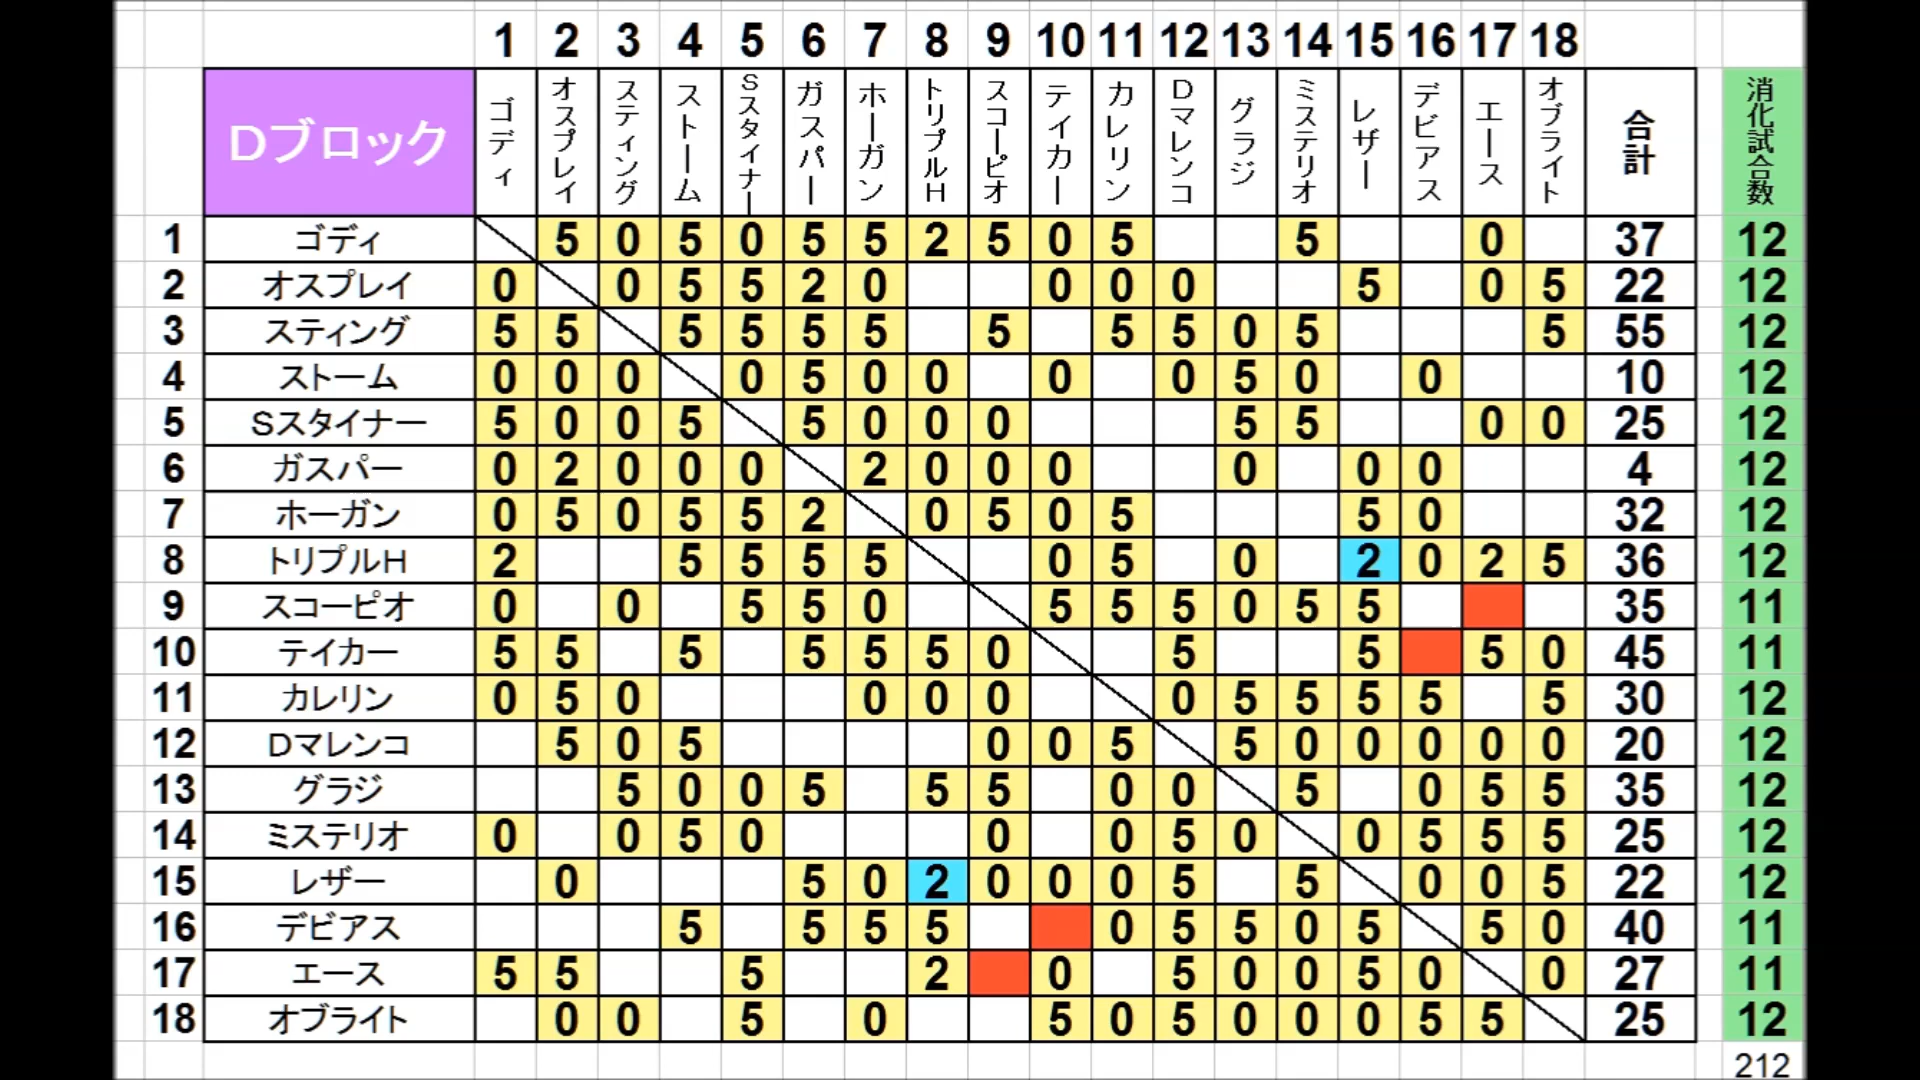 1 2 3 4 5 6 7 8 9 10 11 12 13 14 15 16 17 18
Dブロック ゴディ オスプレイ スティング ストーム Sスタイナー ガスパー ホーガン トリプルH スコーピオ テイカー カレリン Dマレンコ グラジ ミステリオ レザー デビアス エース オブライト 合計 消化試合数
1 ゴディ 5 0 5 0 5 5 2 5 0 5 5 0 37 12
2 オスプレイ 0 0 5 5 2 0 0 0 0 5 0 5 22 12
3 スティング 5 5 5 5 5 5 5 5 5 0 5 5 55 12
4 ストーム 0 0 0 0 5 0 0 0 0 5 0 0 10 12
5 Sスタイナー 5 0 0 5 5 0 0 0 5 5 0 0 25 12
6 ガスパー 0 2 0 0 0 2 0 0 0 0 0 0 4 12
7 ホーガン 0 5 0 5 5 2 0 5 0 5 5 0 32 12
8 トリプルH 2 5 5 5 5 0 5 0 2 0 2 5 36 12
9 スコーピオ 0 0 5 5 0 5 5 5 0 5 5 35 11
10 テイカー 5 5 5 5 5 5 0 5 5 5 0 45 11
11 カレリン 0 5 0 0 0 0 0 5 5 5 5 5 30 12
12 Dマレンコ 5 0 5 0 0 5 5 0 0 0 0 0 20 12
13 グラジ 5 0 0 5 5 5 0 0 5 0 5 5 35 12
14 ミステリオ 0 0 5 0 0 0 5 0 0 5 5 5 25 12
15 レザー 0 5 0 2 0 0 0 5 5 0 0 5 22 12
16 デビアス 5 5 5 5 0 5 5 0 5 5 0 40 11
17 エース 5 5 5 2 0 5 0 0 5 0 0 27 11
18 オブライト 0 0 5 0 5 0 5 0 0 0 5 5 25 12
212